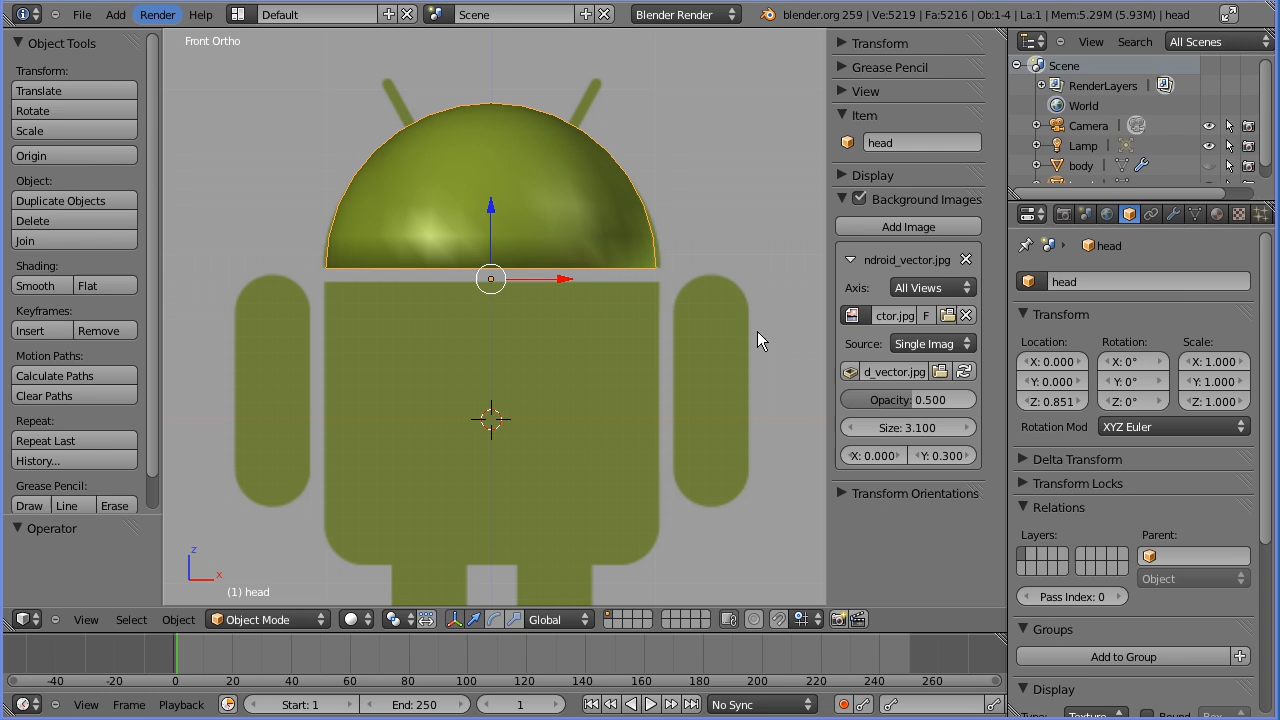 File Add Render Help Default Scene Blender Render blender.org 259 | Ve:5219 | Fa:5216 | Ob:1-4 | La:1 | Mem:5.29M (5.93M) | head
Object Tools
Transform:
Translate
Rotate
Scale
Origin
Object:
Duplicate Objects
Delete
Join
Shading:
Smooth Flat
Keyframes:
Insert Remove
Motion Paths:
Calculate Paths
Clear Paths
Repeat:
Repeat Last
History...
Grease Pencil:
Draw Line Erase
Operator
Front Ortho
z
x
(1) head
Transform
Grease Pencil
View
Item
head
Display
Background Images
Add Image
ndroid_vector.jpg
Axis: All Views
ctor.jpg F
Source: Single Imag
d_vector.jpg
Opacity: 0.500
Size: 3.100
X: 0.000 Y: 0.300
Transform Orientations
View Search All Scenes
Scene
RenderLayers
World
Camera
Lamp
body
head
head
Transform
Location: Rotation: Scale:
X: 0.000 X: 0° X: 1.000
Y: 0.000 Y: 0° Y: 1.000
Z: 0.851 Z: 0° Z: 1.000
Rotation Mod XYZ Euler
Delta Transform
Transform Locks
Relations
Layers: Parent:
Object
Pass Index: 0
Groups
Add to Group
Display
View Select Object Object Mode Global
-40 -20 0 20 40 60 80 100 120 140 160 180 200 220 240 260
View Frame Playback Start: 1 End: 250 1 No Sync